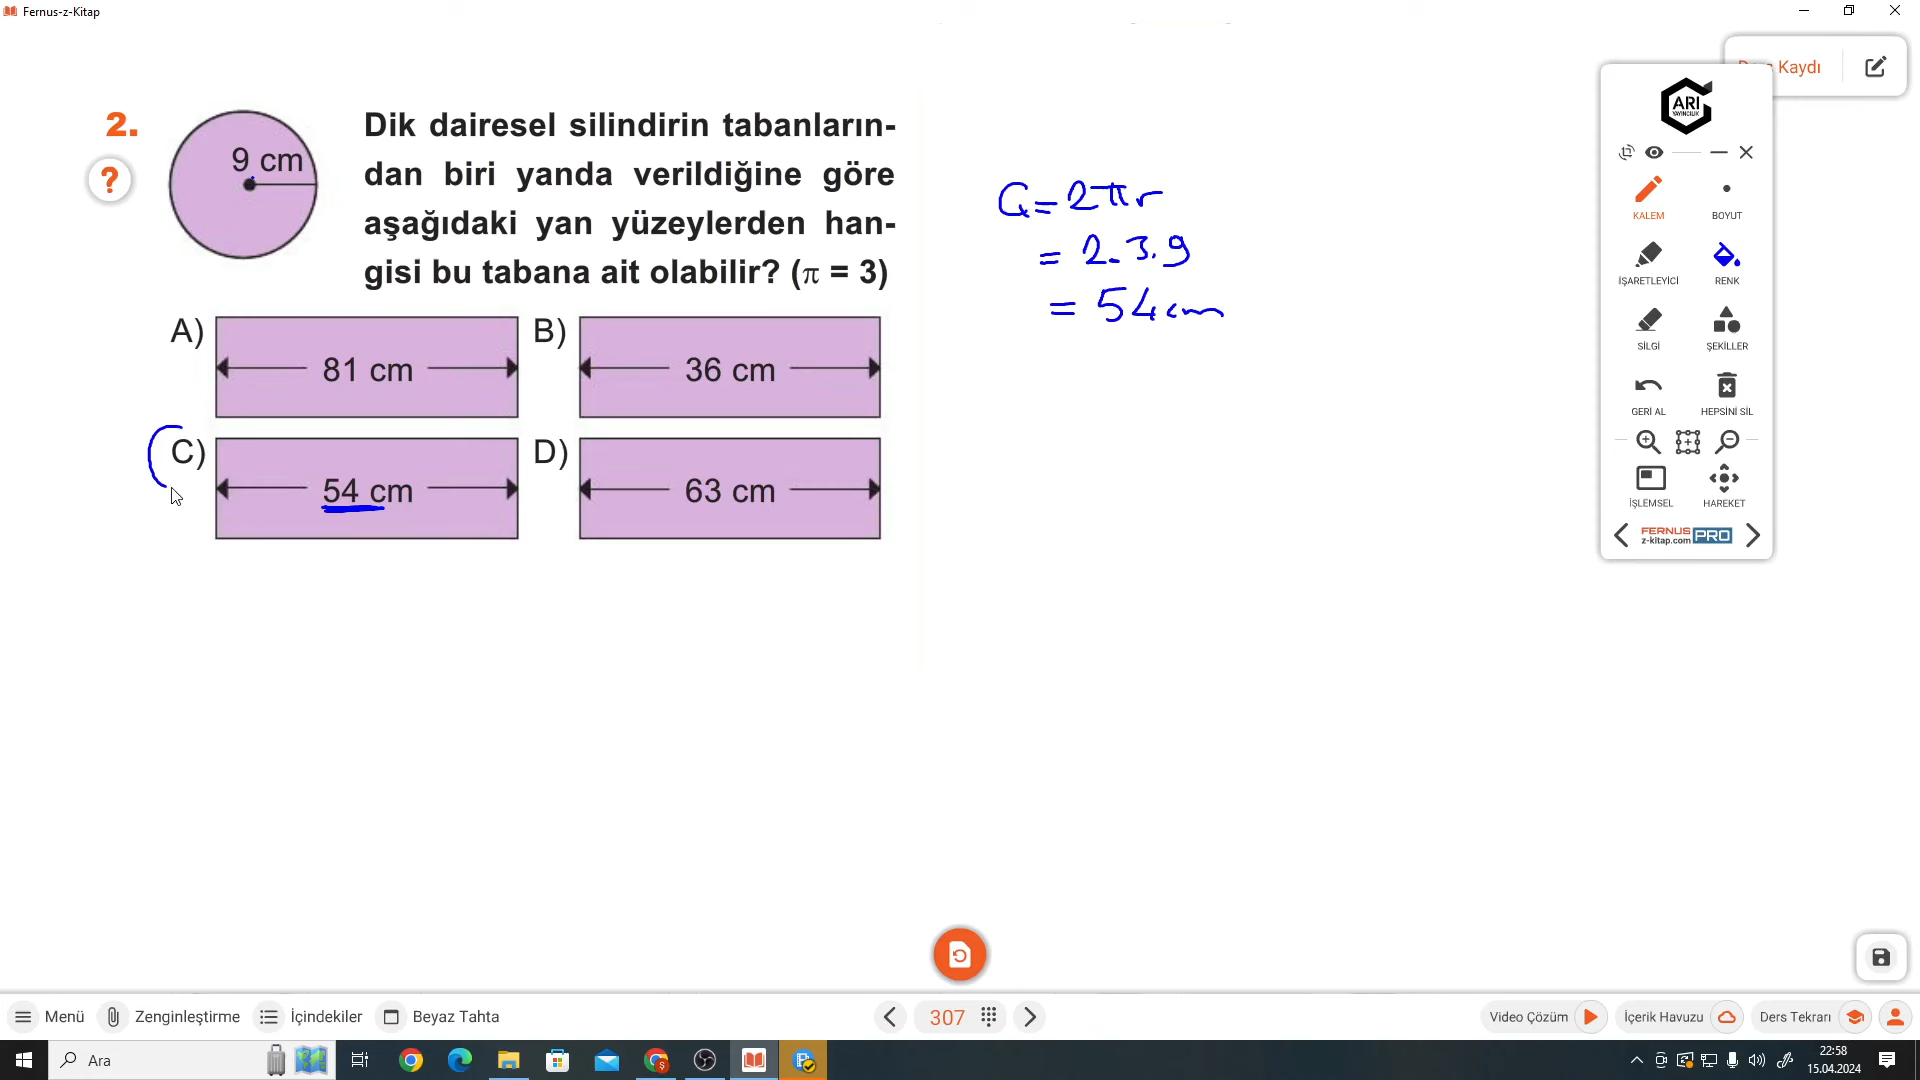 Fernus-z-Kitap
Ders Kaydı
2.
?
9 cm
Dik dairesel silindirin tabanların-
dan biri yanda verildiğine göre
aşağıdaki yan yüzeylerden han-
gisi bu tabana ait olabilir? (π = 3)
A) 81 cm
B) 36 cm
C) 54 cm
D) 63 cm
Ç=2πr
= 2.3.9
= 54cm
ARI
YAYINCILIK
KALEM
BOYUT
İŞARETLEYİCİ
RENK
SİLGİ
ŞEKİLLER
GERİ AL
HEPSİNİ SİL
İŞLEMSEL
HAREKET
FERNUS
z-kitap.com PRO
Menü
Zenginleştirme
İçindekiler
Beyaz Tahta
307
Video Çözüm
İçerik Havuzu
Ders Tekrarı
Ara
22:58
15.04.2024